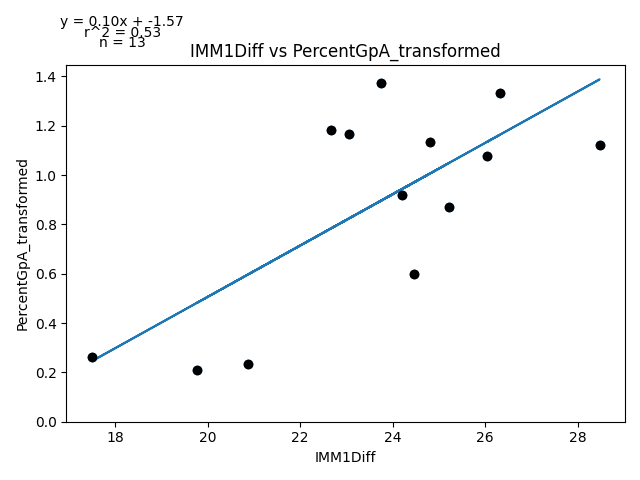 y = 0.10x + -1.57
r^2 = 0.53
n = 13
IMM1Diff vs PercentGpA_transformed
PercentGpA_transformed
1.4
1.2
1.0
0.8
0.6
0.4
0.2
0.0
18 20 22 24 26 28
IMM1Diff